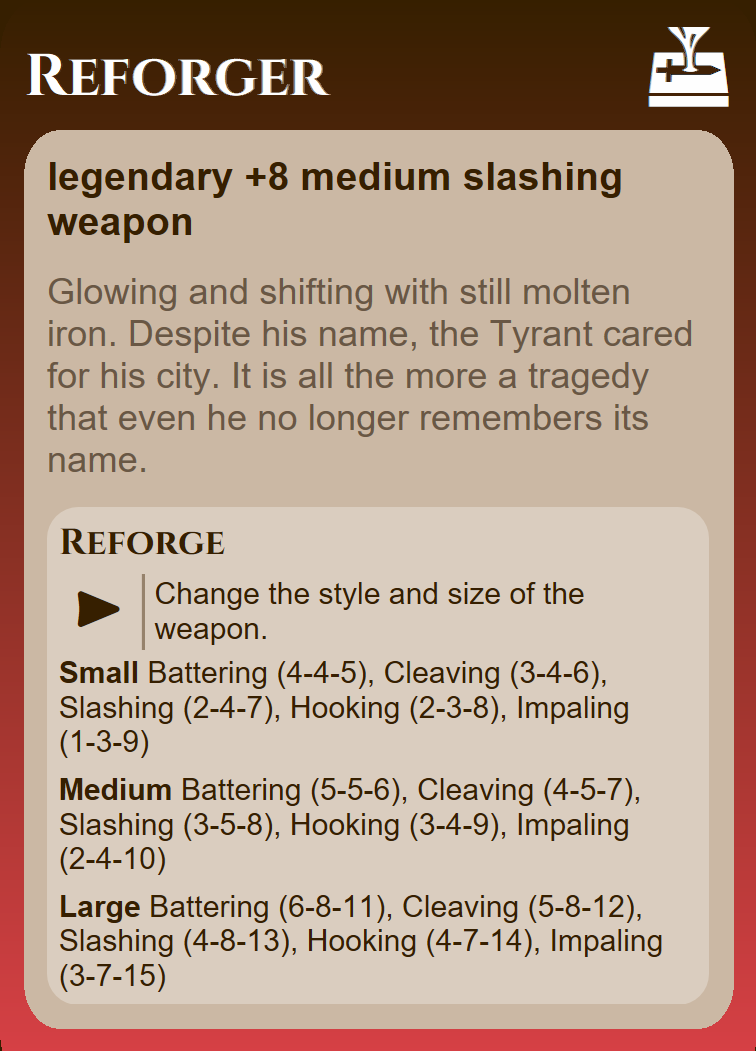 Reforger
legendary +8 medium slashing
weapon
Glowing and shifting with still molten
iron. Despite his name, the Tyrant cared
for his city. It is all the more a tragedy
that even he no longer remembers its
name.
Reforge
Change the style and size of the
weapon.
Small Battering (4-4-5), Cleaving (3-4-6),
Slashing (2-4-7), Hooking (2-3-8), Impaling
(1-3-9)
Medium Battering (5-5-6), Cleaving (4-5-7),
Slashing (3-5-8), Hooking (3-4-9), Impaling
(2-4-10)
Large Battering (6-8-11), Cleaving (5-8-12),
Slashing (4-8-13), Hooking (4-7-14), Impaling
(3-7-15)